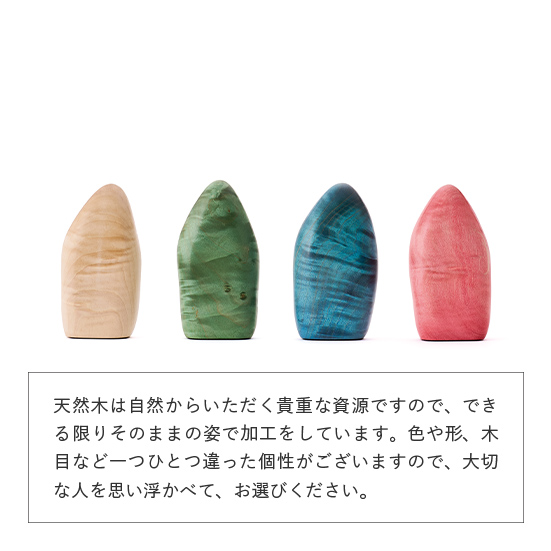 天然木は自然からいただく貴重な資源ですので、でき
る限りそのままの姿で加工をしています。色や形、木
目など一つひとつ違った個性がございますので、大切
な人を思い浮かべて、お選びください。